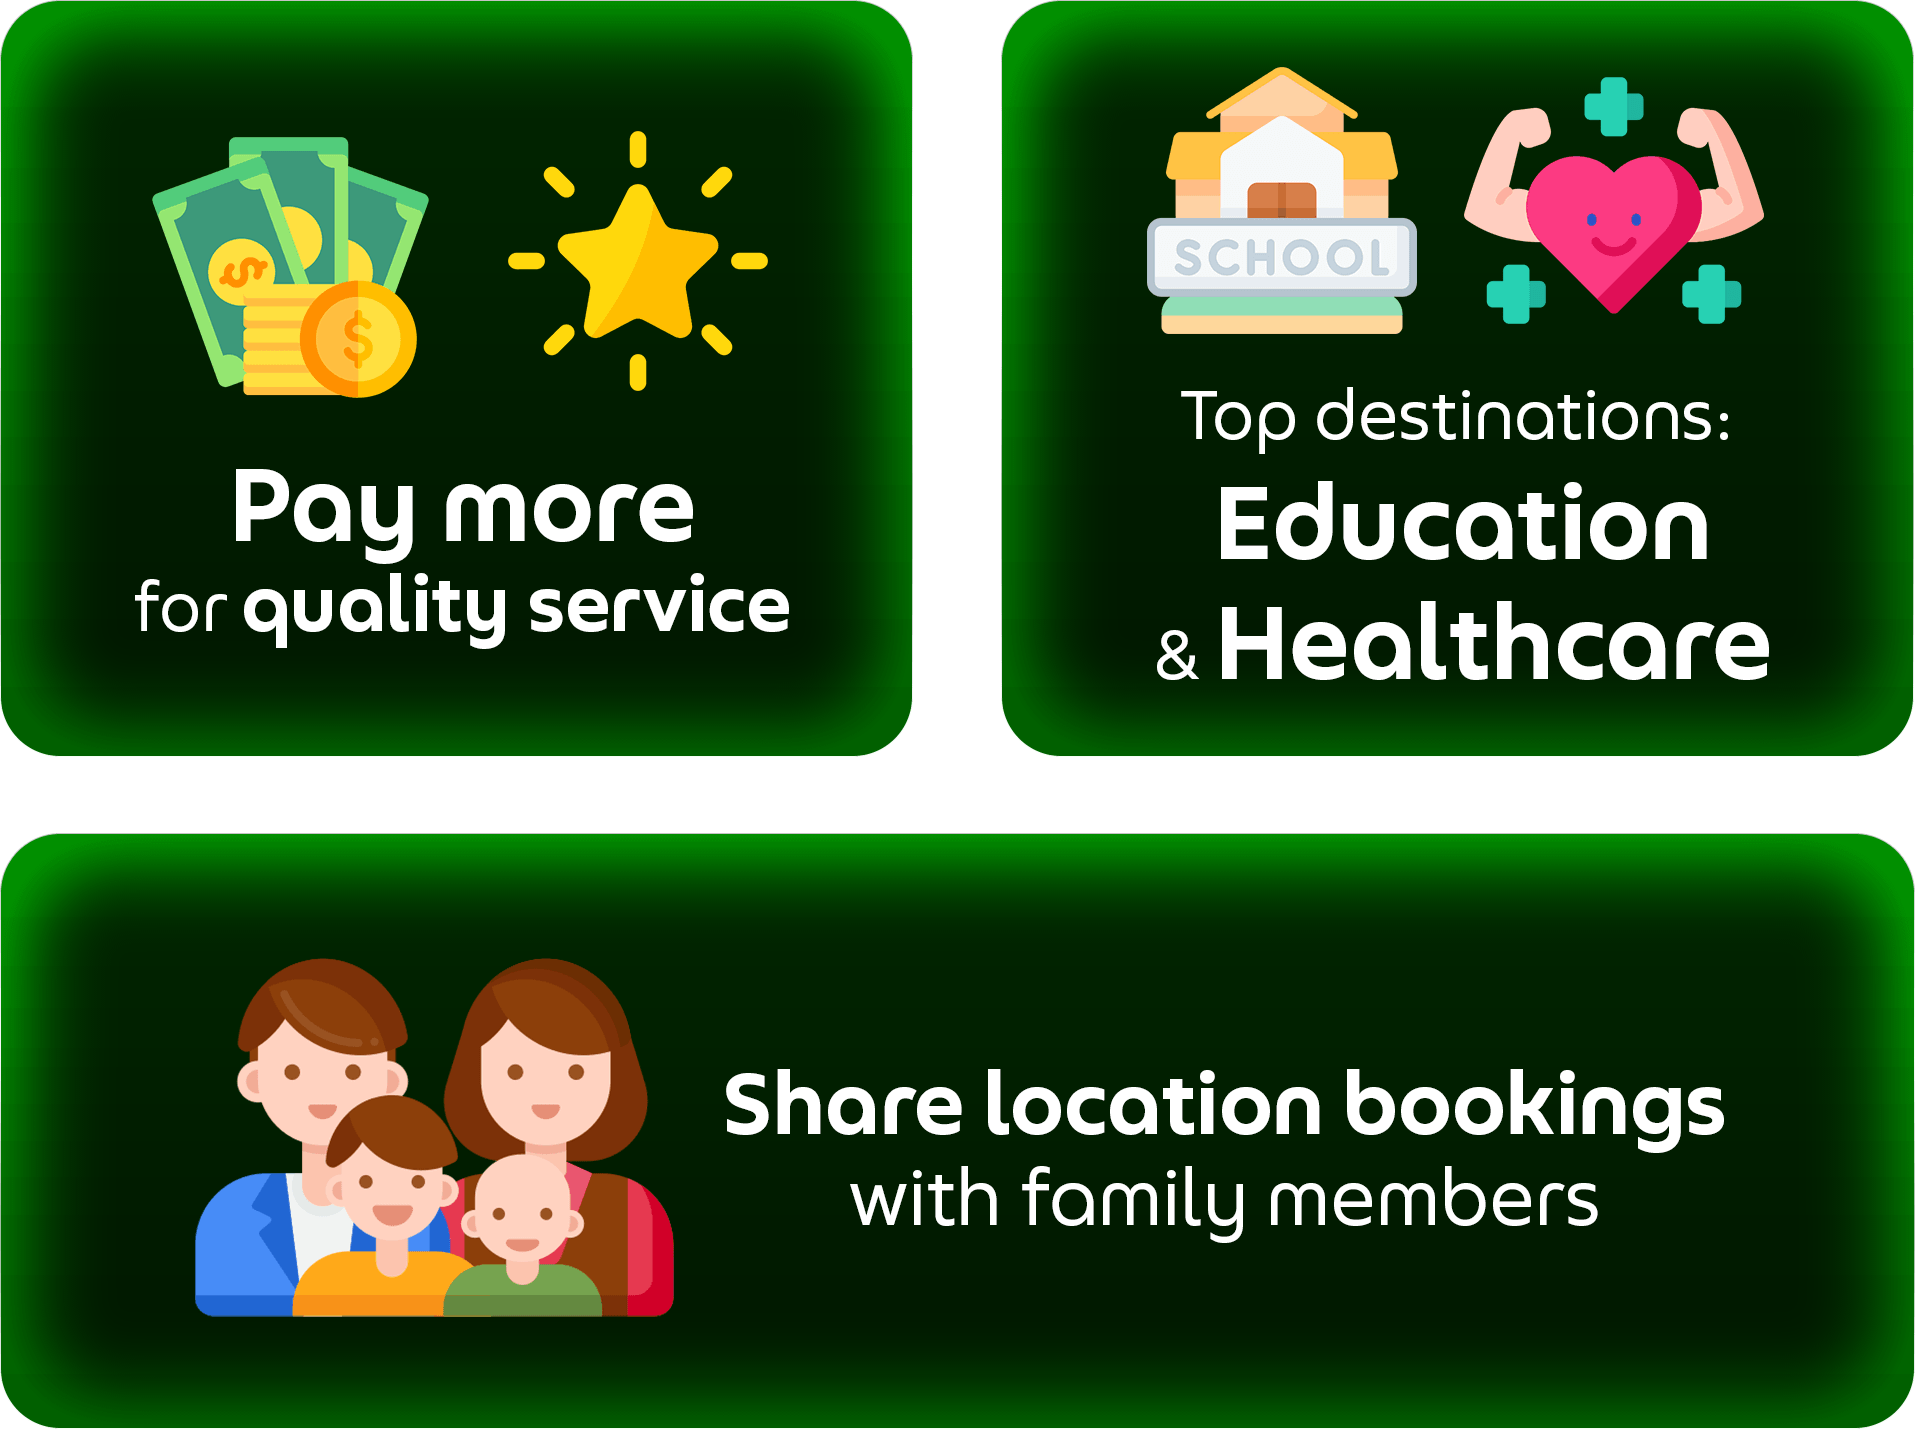 Pay more
for quality service
SCHOOL
Top destinations:
Education
& Healthcare
Share location bookings
with family members